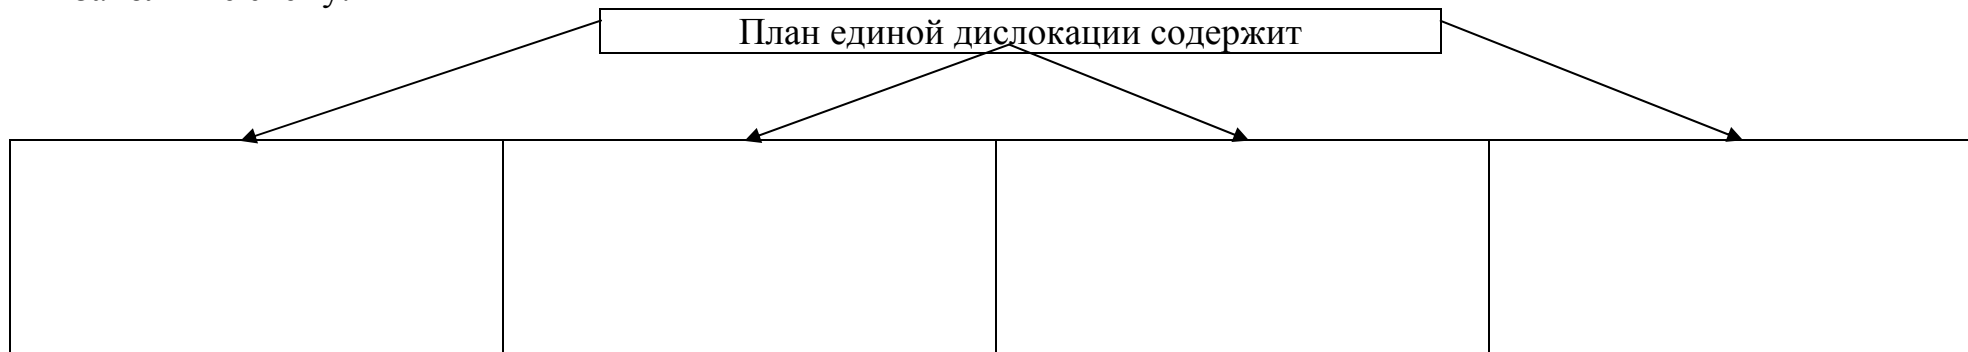 План единой дислокации содержит